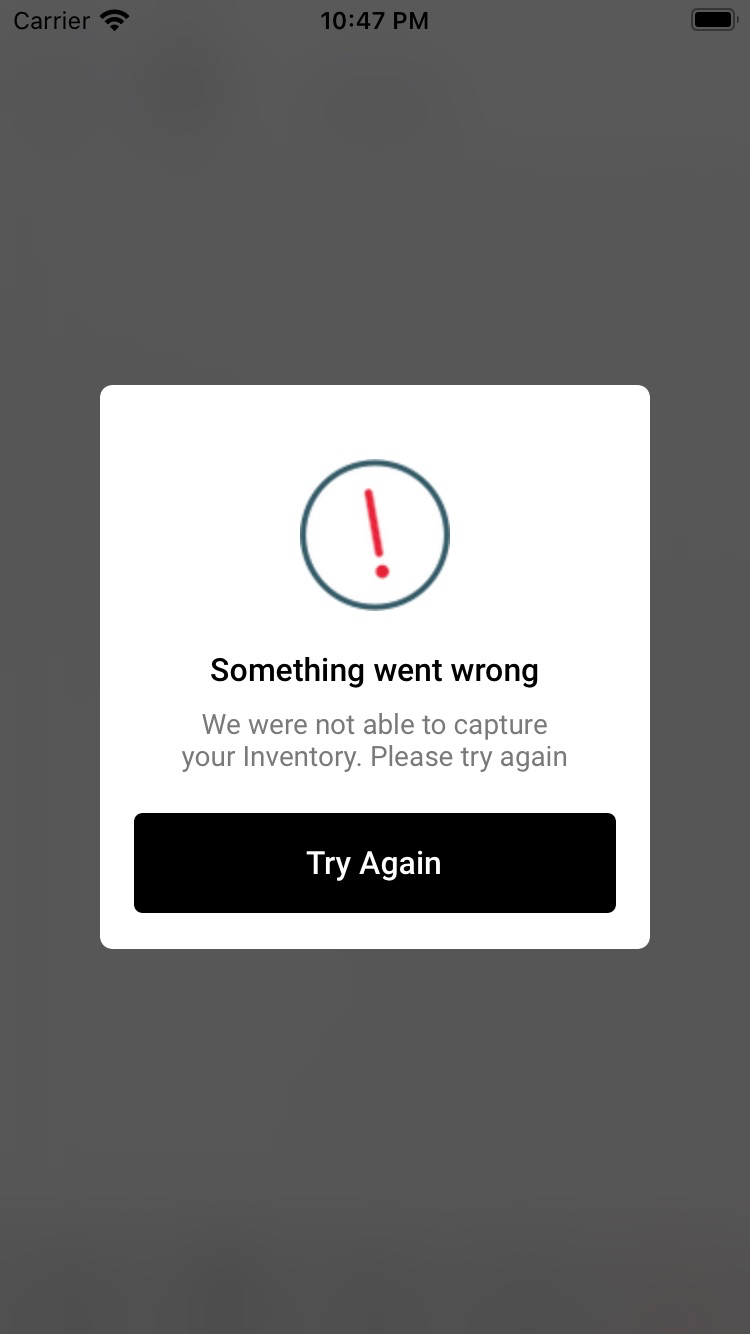 Carrier 10:47 PM
Something went wrong
We were not able to capture
your Inventory. Please try again
Try Again